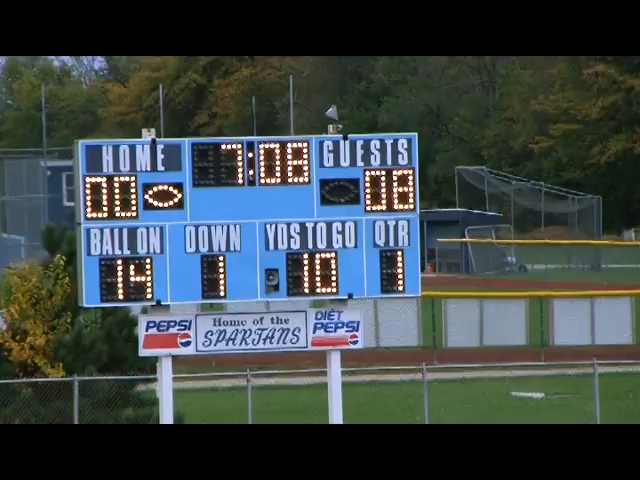 HOME 7:08 GUESTS
00 08
BALL ON DOWN YDS TO GO QTR
14 1 10 1
PEPSI Home of the SPARTANS DIET PEPSI